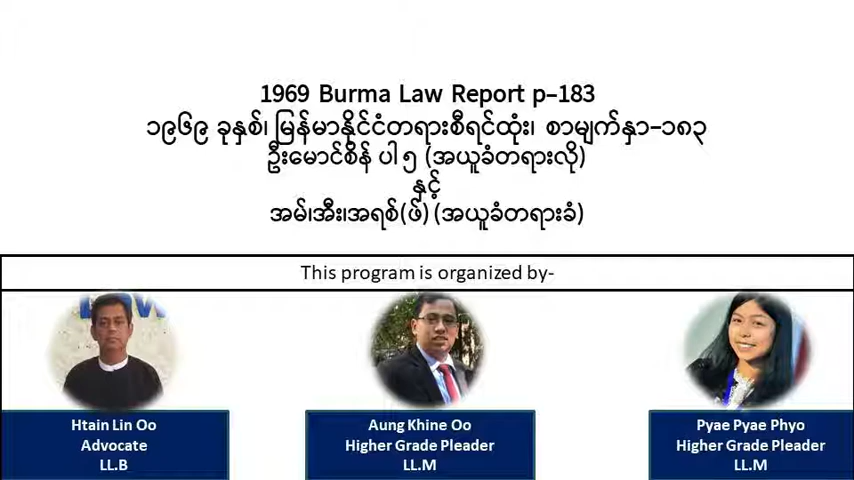 1969 Burma Law Report p-183
၁၉၆၉ ခုနှစ်၊ မြန်မာနိုင်ငံတရားစီရင်ထုံး၊ စာမျက်နှာ-၁၈၃
ဦးမောင်စိန် ပါ ၅ (အယူခံတရားလို)
နှင့်
အမ်၊အီး၊အရစ်(ဖ်) (အယူခံတရားခံ)
This program is organized by-
Htain Lin Oo
Advocate
LL.B
Aung Khine Oo
Higher Grade Pleader
LL.M
Pyae Pyae Phyo
Higher Grade Pleader
LL.M